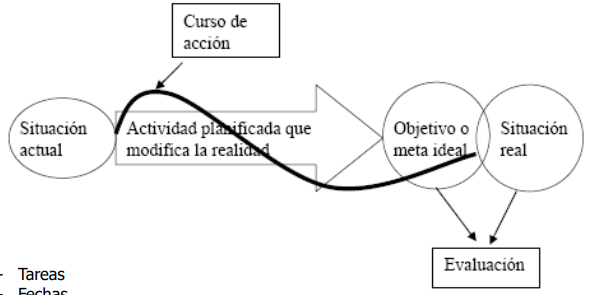 Curso de
acción
Situación
actual
Actividad planificada que
modifica la realidad
Objetivo o
meta ideal
Situación
real
Evaluación
- Tareas
- Fechas